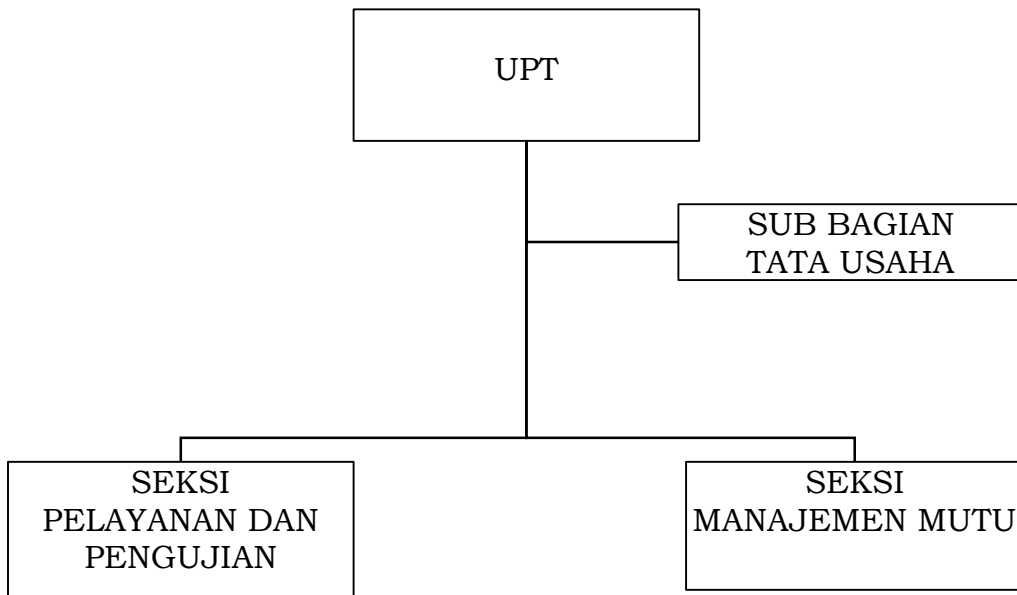 UPT
SUB BAGIAN
TATA USAHA
SEKSI
PELAYANAN DAN
PENGUJIAN
SEKSI
MANAJEMEN MUTU